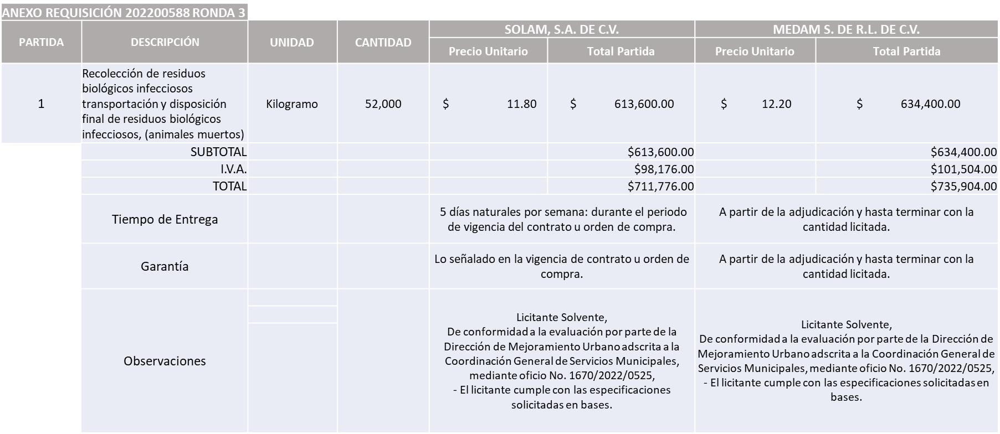 ANEXO REQUISICIÓN 202200588 RONDA 3
PARTIDA DESCRIPCIÓN UNIDAD CANTIDAD SOLAM, S.A. DE C.V. MEDAM S. DE R.L. DE C.V.
Precio Unitario Total Partida Precio Unitario Total Partida
Recolección de residuos
biológicos infecciosos
1 transportación y disposición Kilogramo 52,000 $ 11.80 $ 613,600.00 $ 12.20 $ 634,400.00
final de residuos biológicos
infecciosos, (animales muertos)
SUBTOTAL $613,600.00 $634,400.00
I.V.A. $98,176.00 $101,504.00
TOTAL $711,776.00 $735,904.00
Tiempo de Entrega
5 días naturales por semana: durante el periodo
de vigencia del contrato u orden de compra.
A partir de la adjudicación y hasta terminar con la
cantidad licitada.
Garantía
Lo señalado en la vigencia de contrato u orden de
compra.
A partir de la adjudicación y hasta terminar con la
cantidad licitada.
Observaciones
Licitante Solvente,
De conformidad a la evaluación por parte de la
Dirección de Mejoramiento Urbano adscrita a la
Coordinación General de Servicios Municipales,
mediante oficio No. 1670/2022/0525,
- El licitante cumple con las especificaciones
solicitadas en bases.
Licitante Solvente,
De conformidad a la evaluación por parte de la Dirección de
Mejoramiento Urbano adscrita a la Coordinación General de
Servicios Municipales, mediante oficio No. 1670/2022/0525,
- El licitante cumple con las especificaciones solicitadas en
bases.